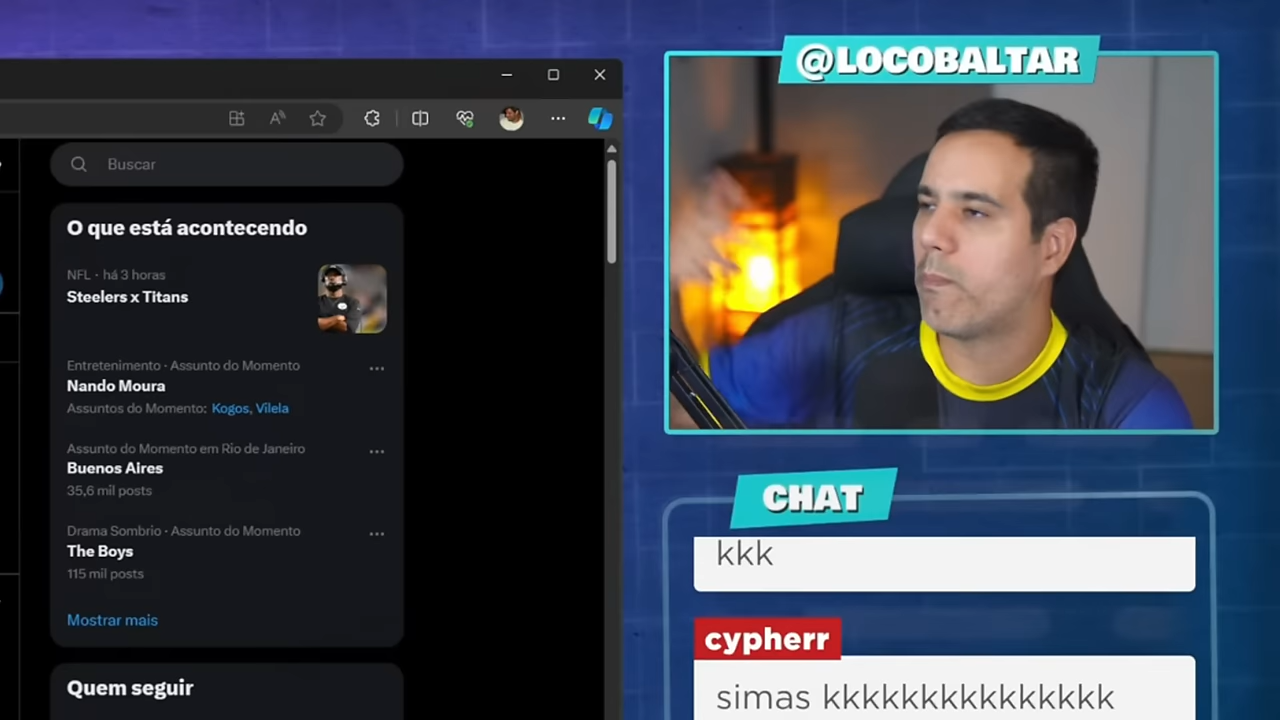 Buscar
O que está acontecendo
NFL · há 3 horas
Steelers x Titans
Entretenimento · Assunto do Momento
Nando Moura
Assuntos do Momento: Kogos, Vilela
Assunto do Momento em Rio de Janeiro
Buenos Aires
35,6 mil posts
Drama Sombrio · Assunto do Momento
The Boys
115 mil posts
Mostrar mais
Quem seguir
@LOCOBALTAR
CHAT
kkk
cypherr
simas kkkkkkkkkkkkkkk